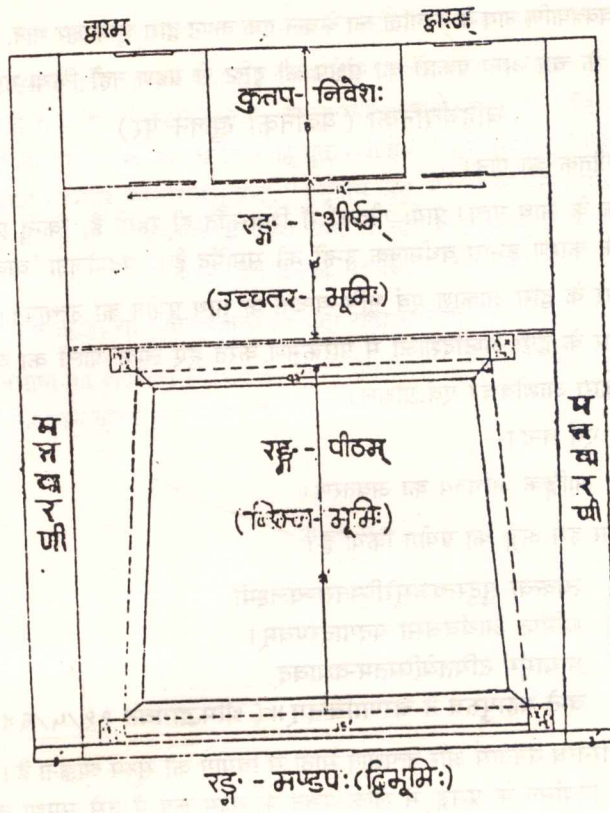 द्वारम् द्वारम्
कुतप-निवेशः
रङ्ग-शीर्षम्
(उच्चतर-भूमिः)
मत्तवारणी
रङ्ग-पीठम्
(निम्न-भूमिः)
मत्तवारणी
रङ्ग-मण्डपः(द्विभूमिः)